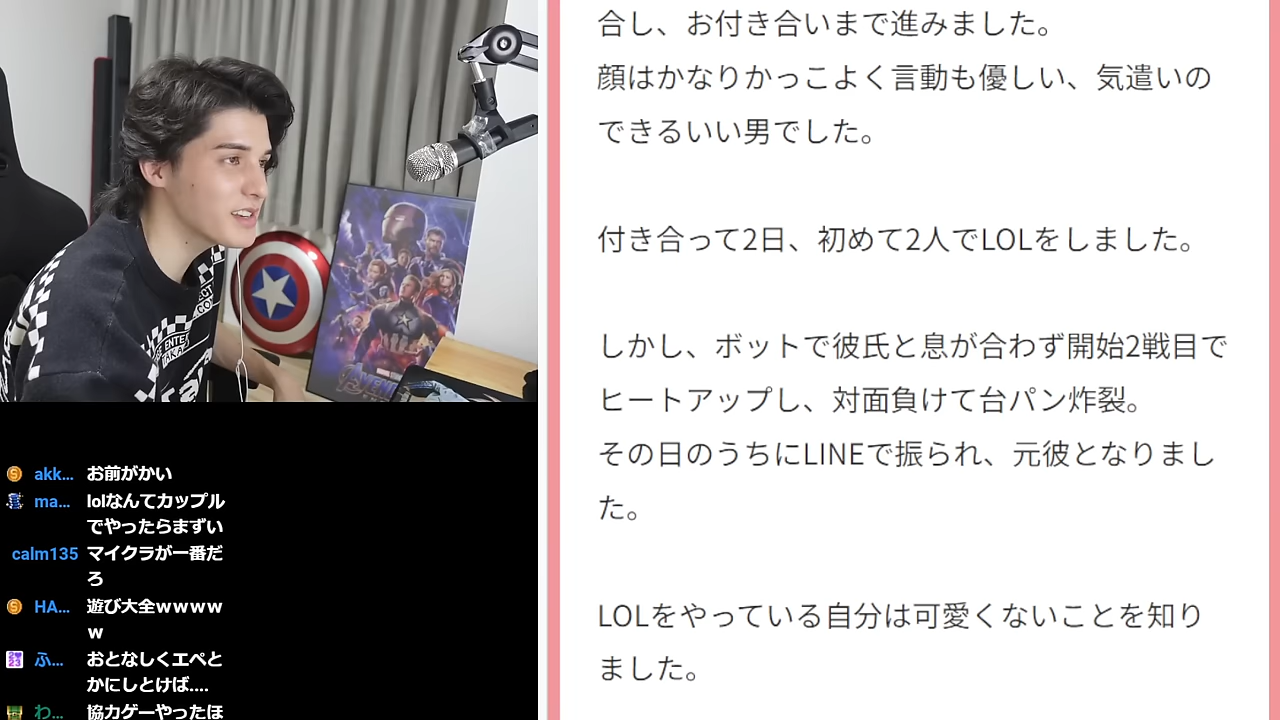 合し、お付き合いまで進みました。
顔はかなりかっこよく言動も優しい、気遣いの
できるいい男でした。
付き合って2日、初めて2人でLOLをしました。
しかし、ボットで彼氏と息が合わず開始2戦目で
ヒートアップし、対面負けて台パン炸裂。
その日のうちにLINEで振られ、元彼となりまし
た。
LOLをやっている自分は可愛くないことを知り
ました。
akk... お前がかい
ma... lolなんてカップル
でやったらまずい
calm135 マイクラが一番だ
ろ
HA... 遊び大全wwww
w
ふ... おとなしくエペと
かにしとけば....
わ... 協力ゲーやったほ